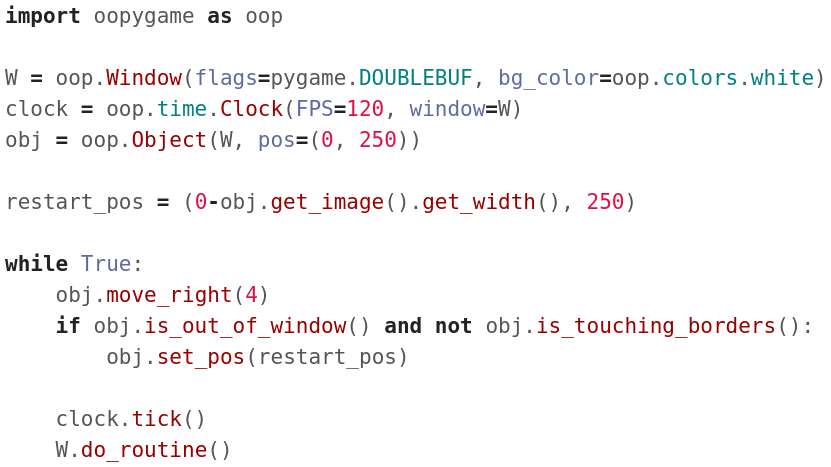 import oopygame as oop

W = oop.Window(flags=pygame.DOUBLEBUF, bg_color=oop.colors.white)
clock = oop.time.Clock(FPS=120, window=W)
obj = oop.Object(W, pos=(0, 250))

restart_pos = (0-obj.get_image().get_width(), 250)

while True:
    obj.move_right(4)
    if obj.is_out_of_window() and not obj.is_touching_borders():
        obj.set_pos(restart_pos)

    clock.tick()
    W.do_routine()